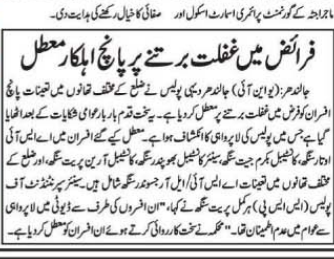 ماجرا جتہ کے گورنمنٹ پرائمری اسمارٹ اسکول اور صفائی کا خیال رکھنے کی ہدایت دی۔
فرائض میں غفلت برتنے پر پانچ اہلکار معطل
جالندھر: (یو این آئی) جالندھر دیہی پولیس نے ضلع کے مختلف تھانوں میں تعینات پانچ
افسران کو فرض میں غفلت برتنے پر معطل کردیا ہے۔ یہ سخت قدم بار بار عوامی شکایات کے بعد اٹھایا
گیا ہے جس میں پولیس کی لاپروائی کا انکشاف ہوا ہے۔ معطل کیے گئے افسران میں اے ایس آئی
اوتار سنگھ، کانسٹیبل بکرم جیت سنگھ، سینئر کانسٹیبل بھوپندر سنگھ، کانسٹیبل آرین پریت سنگھ، اور ضلع کے
مختلف تھانوں میں تعینات اے ایس آئی/ایل آر جسوندر سنگھ شامل ہیں۔ سینئر سپرنٹنڈنٹ آف
پولیس (ایس ایس پی) ہرکمل پریت سنگھ نے کہا، "ان افسروں کی طرف سے ڈیوٹی میں لاپرواہی
سے عوام میں عدم اطمینان تھا۔" محکمہ نے سخت کارروائی کرتے ہوئے ان افسران کو معطل کردیا ہے۔